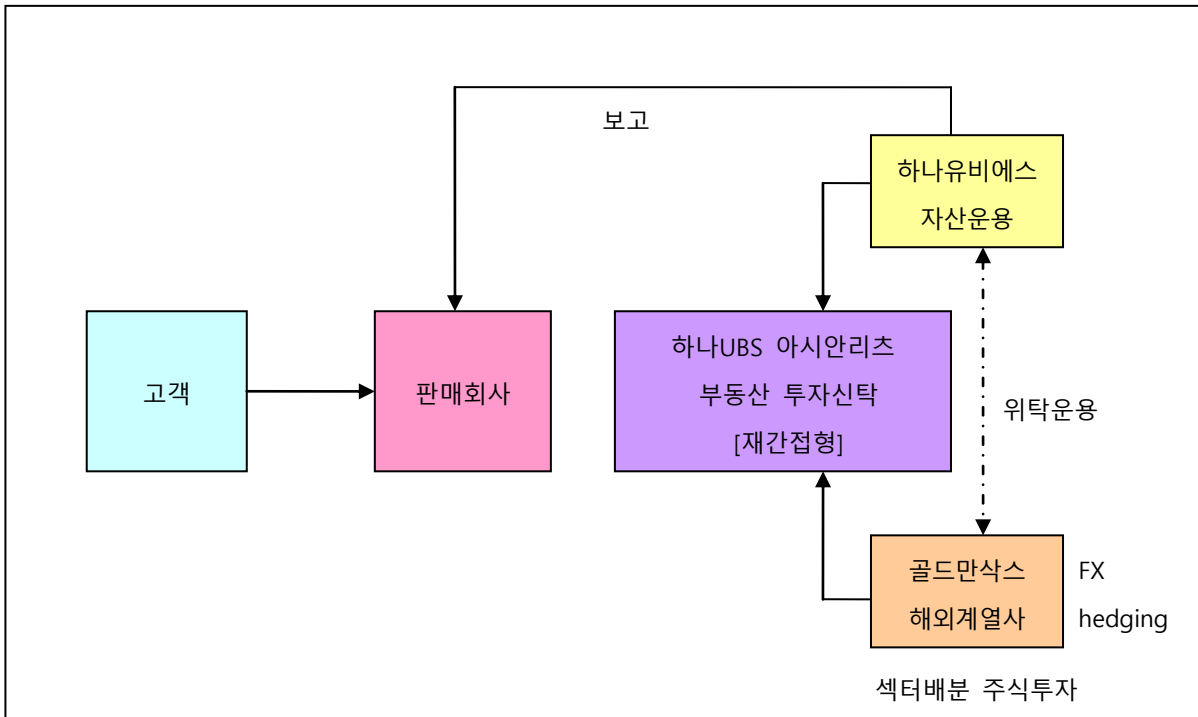 보고
하나유비에스
자산운용
고객
판매회사
하나UBS 아시안리츠
부동산 투자신탁
[재간접형]
위탁운용
골드만삭스
해외계열사
FX
hedging
섹터배분 주식투자